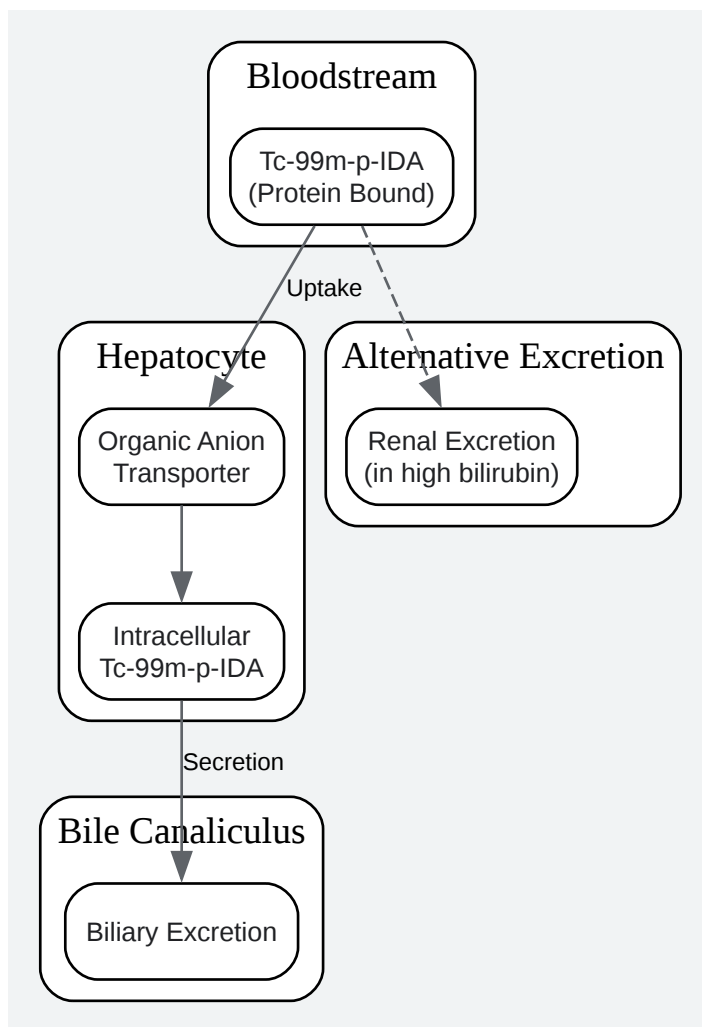 Bloodstream
Tc-99m-p-IDA
(Protein Bound)
Uptake
Hepatocyte
Organic Anion
Transporter
Intracellular
Tc-99m-p-IDA
Alternative Excretion
Renal Excretion
(in high bilirubin)
Secretion
Bile Canaliculus
Biliary Excretion